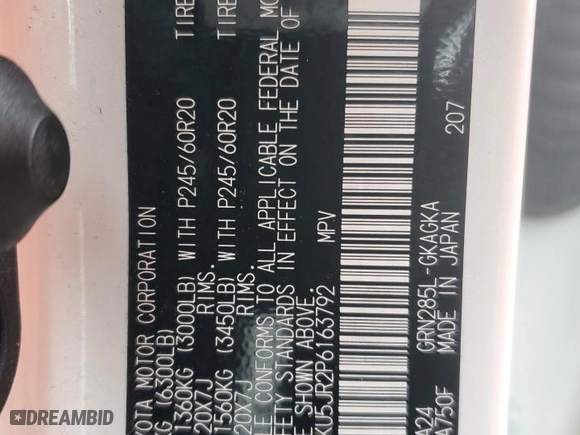 OTA MOTOR CORPORATION
(6300LB)
1360KG (3000LB) WITH P245/60R20 TIRE
20X7J RIMS.
1560KG (3450LB) WITH P245/60R20 TIRE
20X7J RIMS.
LE CONFORMS TO ALL APPLICABLE FEDERAL MO
FETY STANDARDS IN EFFECT ON THE DATE OF
E SHOWN ABOVE.
KU5JR2P6163792 MPV
A24 GRN285L-GKAGKA
A750F MADE IN JAPAN 207
DREAMBID